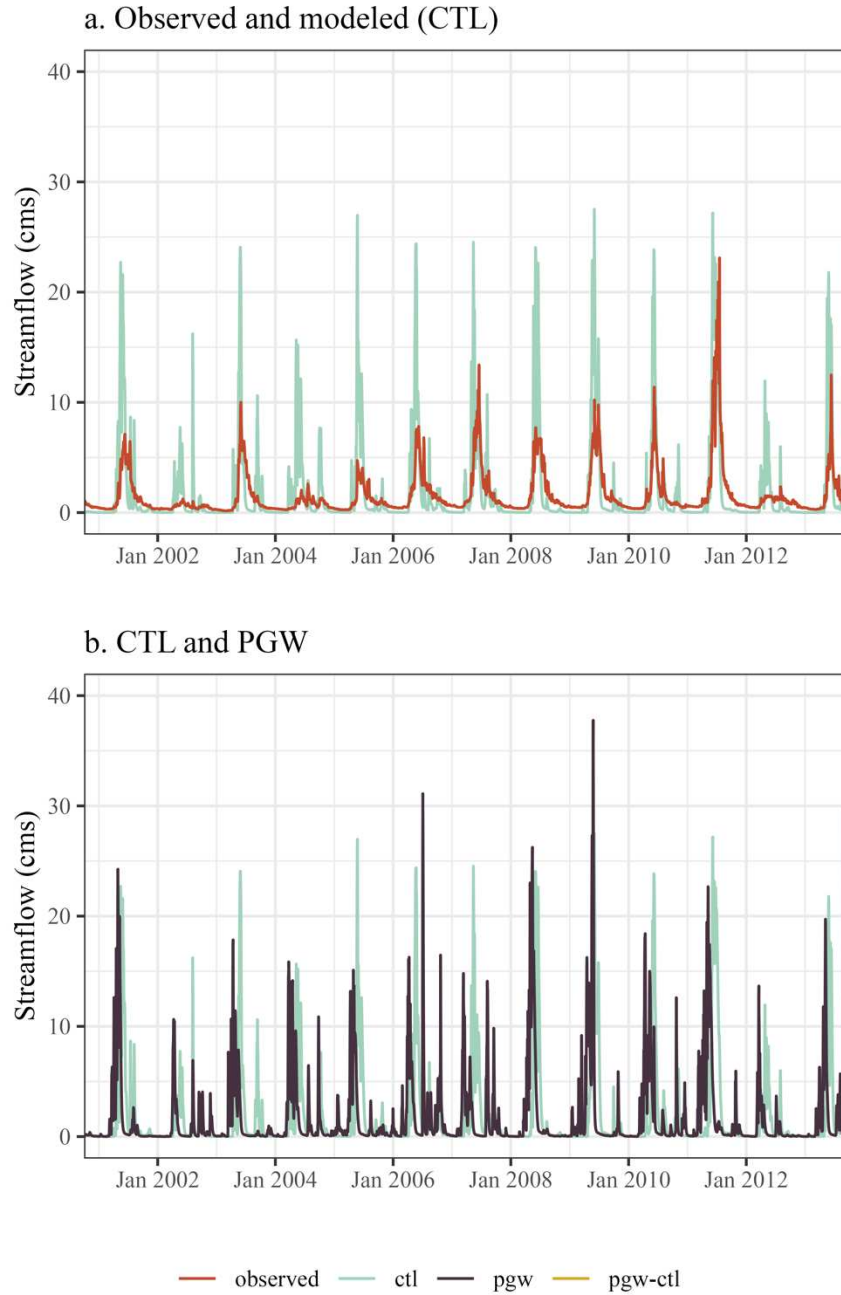 a. Observed and modeled (CTL)
40
30
20
10
0
Streamflow (cms)
Jan 2002 Jan 2004 Jan 2006 Jan 2008 Jan 2010 Jan 2012
b. CTL and PGW
40
30
20
10
0
Streamflow (cms)
Jan 2002 Jan 2004 Jan 2006 Jan 2008 Jan 2010 Jan 2012
observed ctl pgw pgw-ctl